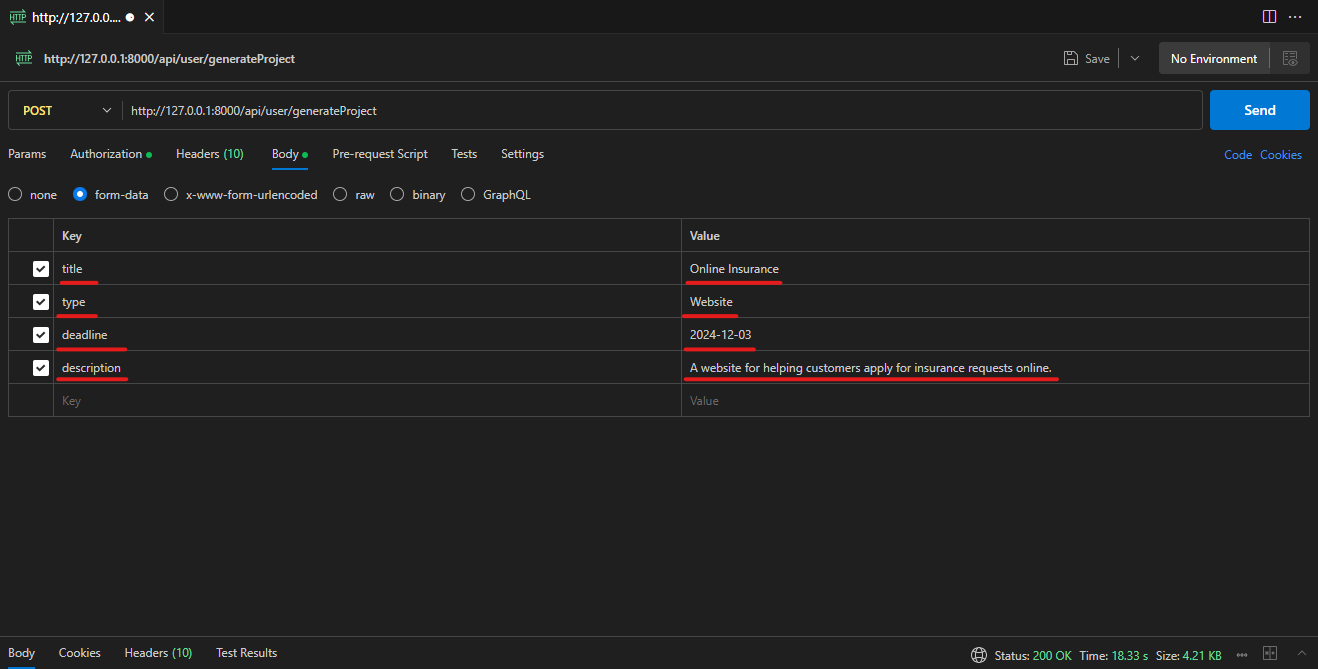 HTTP http://127.0.0....
HTTP http://127.0.0.1:8000/api/user/generateProject Save No Environment
POST http://127.0.0.1:8000/api/user/generateProject Send
Params Authorization Headers (10) Body Pre-request Script Tests Settings Code Cookies
none form-data x-www-form-urlencoded raw binary GraphQL
Key Value
title Online Insurance
type Website
deadline 2024-12-03
description A website for helping customers apply for insurance requests online.
Key Value
Body Cookies Headers (10) Test Results Status: 200 OK Time: 18.33 s Size: 4.21 KB